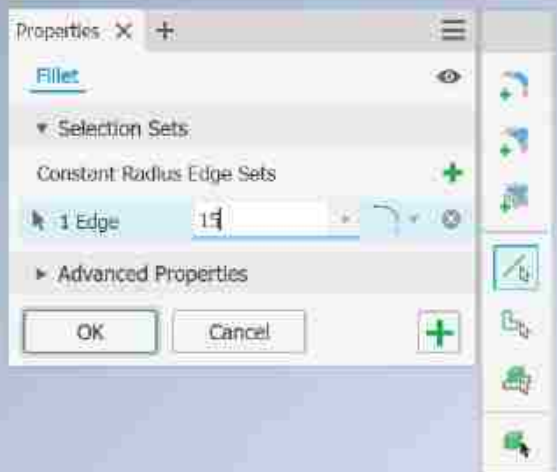 Properties
Fillet
Selection Sets
Constant Radius Edge Sets
1 Edge 15
Advanced Properties
OK Cancel